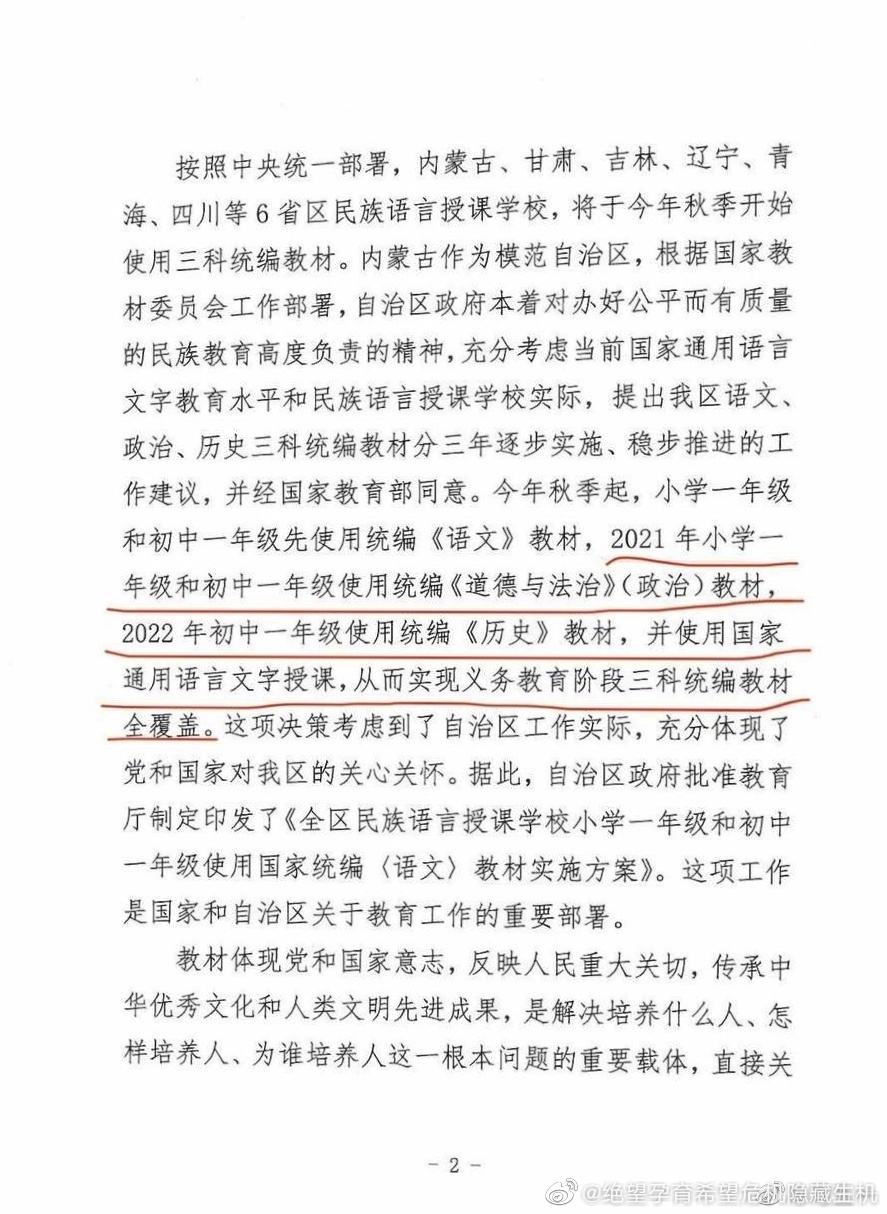 按照中央统一部署，内蒙古、甘肃、吉林、辽宁、青
海、四川等6省区民族语言授课学校，将于今年秋季开始
使用三科统编教材。内蒙古作为模范自治区，根据国家教
材委员会工作部署，自治区政府本着对办好公平而有质量
的民族教育高度负责的精神，充分考虑当前国家通用语言
文字教育水平和民族语言授课学校实际，提出我区语文、
政治、历史三科统编教材分三年逐步实施、稳步推进的工
作建议，并经国家教育部同意。今年秋季起，小学一年级
和初中一年级先使用统编《语文》教材，2021年小学一
年级和初中一年级使用统编《道德与法治》（政治）教材，
2022年初中一年级使用统编《历史》教材，并使用国家
通用语言文字授课，从而实现义务教育阶段三科统编教材
全覆盖。这项决策考虑到了自治区工作实际，充分体现了
党和国家对我区的关心关怀。据此，自治区政府批准教育
厅制定印发了《全区民族语言授课学校小学一年级和初中
一年级使用国家统编〈语文〉教材实施方案》。这项工作
是国家和自治区关于教育工作的重要部署。
教材体现党和国家意志，反映人民重大关切，传承中
华优秀文化和人类文明先进成果，是解决培养什么人、怎
样培养人、为谁培养人这一根本问题的重要载体，直接关
- 2 -
@绝望孕育希望危机隐藏生机